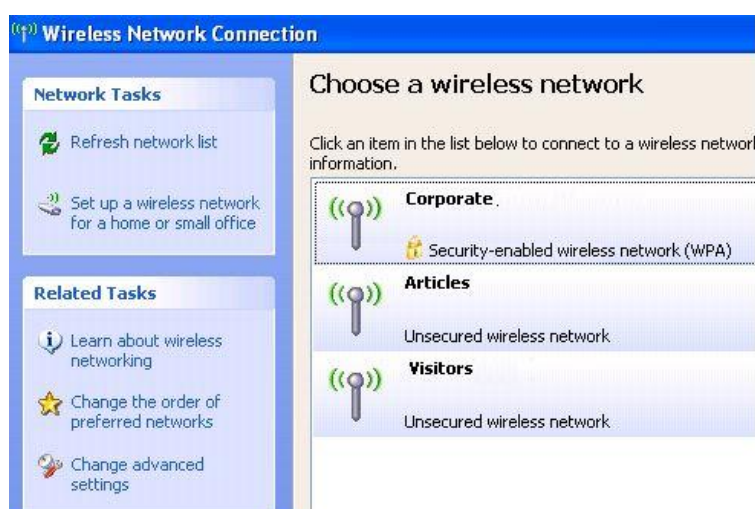 Wireless Network Connection
Network Tasks
Refresh network list
Set up a wireless network
for a home or small office
Related Tasks
Learn about wireless
networking
Change the order of
preferred networks
Change advanced
settings
Choose a wireless network
Click an item in the list below to connect to a wireless network
information.
Corporate.
Security-enabled wireless network (WPA)
Articles
Unsecured wireless network
Visitors
Unsecured wireless network